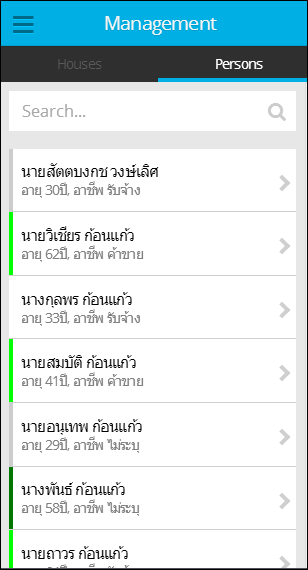 Management
Houses
Persons
Search...
นายสัตตบงกช วงษ์เลิศ
อายุ 30ปี, อาชีพ รับจ้าง
นายวิเชียร ก้อนแก้ว
อายุ 62ปี, อาชีพ ค้าขาย
นางกุลพร ก้อนแก้ว
อายุ 33ปี, อาชีพ รับจ้าง
นายสมบัติ ก้อนแก้ว
อายุ 41ปี, อาชีพ ค้าขาย
นายอนุเทพ ก้อนแก้ว
อายุ 29ปี, อาชีพ ไม่ระบุ
นางพันธ์ ก้อนแก้ว
อายุ 58ปี, อาชีพ ไม่ระบุ
นายถาวร ก้อนแก้ว